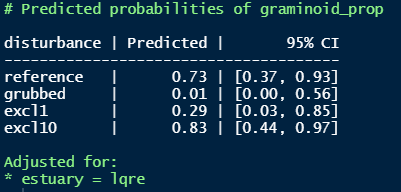 # Predicted probabilities of graminoid_prop
disturbance | Predicted |       95% CI
---------------------------------------
reference   |      0.73 | [0.37, 0.93]
grubbed     |      0.01 | [0.00, 0.56]
excl1       |      0.29 | [0.03, 0.85]
excl10      |      0.83 | [0.44, 0.97]
Adjusted for:
* estuary = lqre